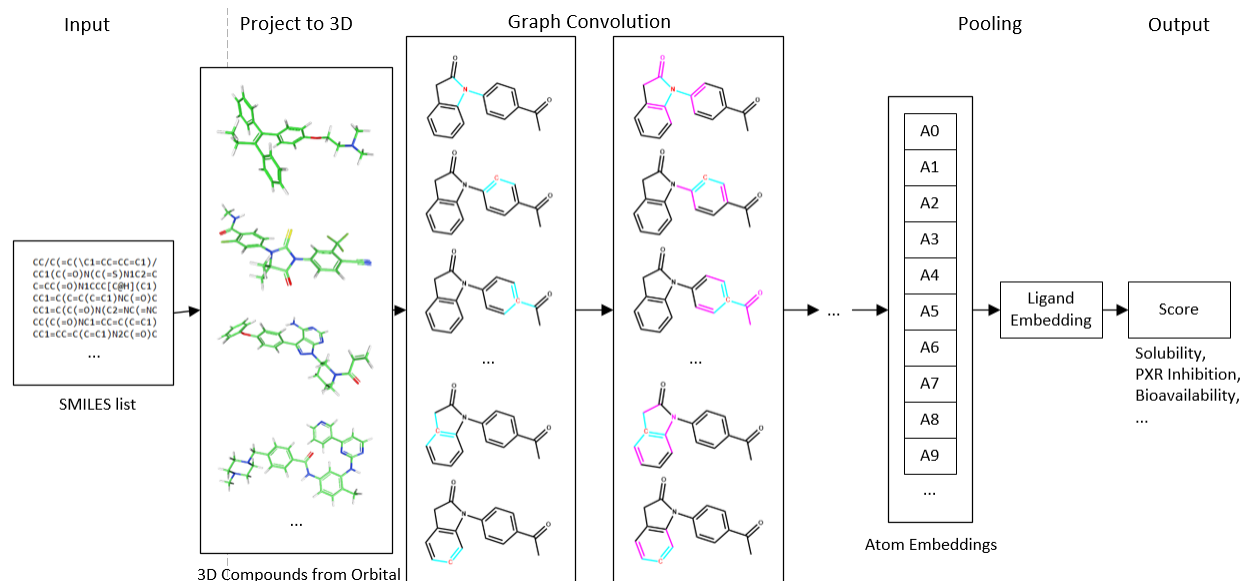 Input
Project to 3D
Graph Convolution
Pooling
Output
CC/C(=C(\C1=CC=CC=C1)/
CC1(C(=O)N(C(=S)N1C2=C
C=CC(=O)N1CCC[C@H](C1)
CC1=C(C=C(C=C1)NC(=O)C
CC1=C(C(=O)N(C2=NC(=NC
CC(C(=O)NC1=CC=C(C=C1)
CC1=CC=C(C=C1)N2C(=O)C
...
SMILES list
...
3D Compounds from Orbital
O
N
O
O
N
C
O
O
N
C
O
...
O
N
C
O
O
N
C
O
O
N
O
O
N
C
O
O
N
C
O
...
O
N
C
O
O
N
C
O
...
A0
A1
A2
A3
A4
A5
A6
A7
A8
A9
...
Atom Embeddings
Ligand
Embedding
Score
Solubility,
PXR Inhibition,
Bioavailability,
...